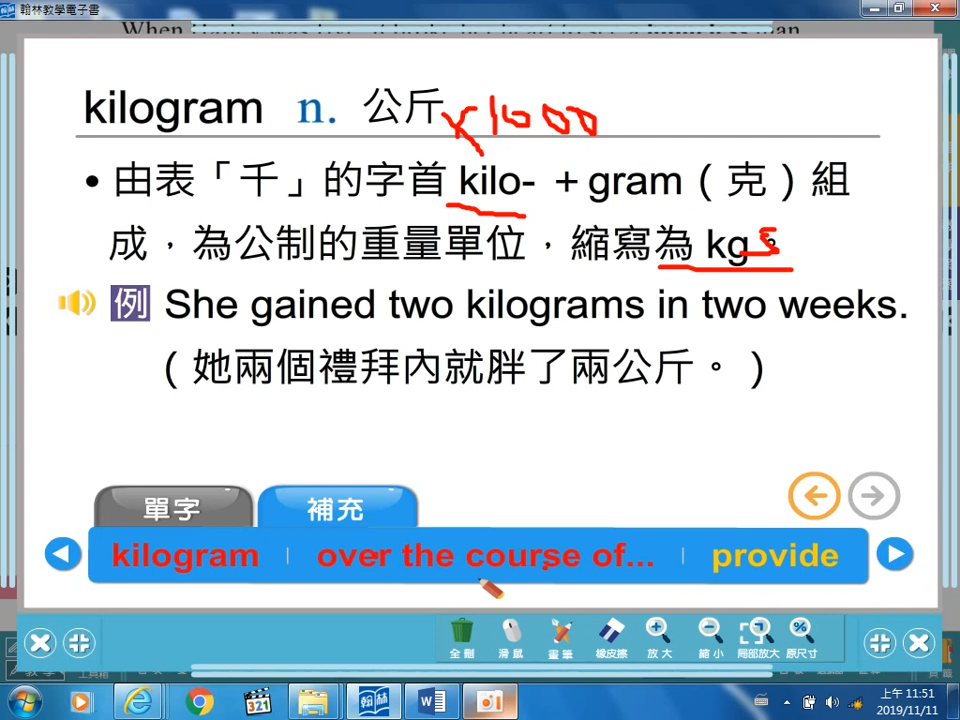 翰林教學電子書
kilogram n. 公斤
x1000
• 由表「千」的字首 kilo- + gram（克）組
成，為公制的重量單位，縮寫為 kg。
例 She gained two kilograms in two weeks.
（她兩個禮拜內就胖了兩公斤。）
單字 補充
kilogram over the course of... provide
全刪 滑鼠 畫筆 橡皮擦 放大 縮小 局部放大 原尺寸
321 翰林 W
上午 11:51
2019/11/11